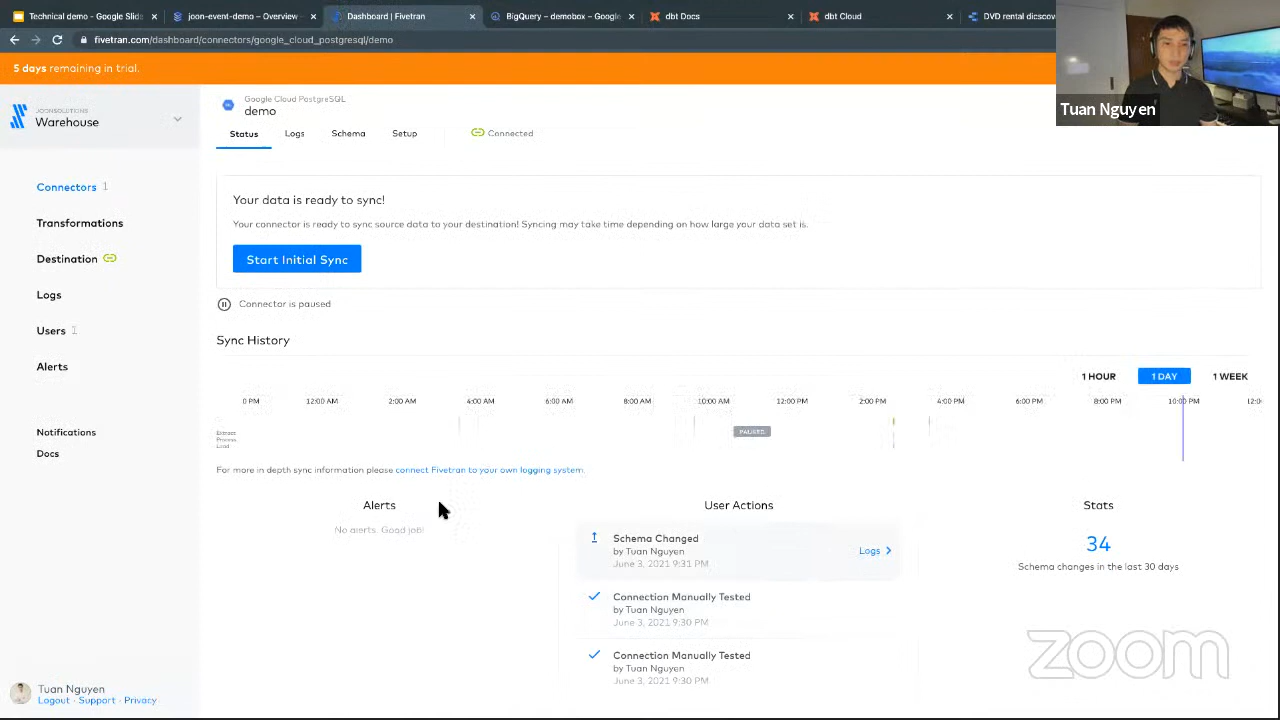 Technical demo - Google Slid
joon-event-demo – Overview
Dashboard | Fivetran
BigQuery – demobox – Google
dbt Docs
dbt Cloud
DVD rental dicscov
fivetran.com/dashboard/connectors/google_cloud_postgresql/demo
5 days remaining in trial.
Tuan Nguyen
JOONSOLUTIONS
Warehouse
Connectors 1
Transformations
Destination
Logs
Users 1
Alerts
Notifications
Docs
Tuan Nguyen
Logout · Support · Privacy
Google Cloud PostgreSQL
demo
Status Logs Schema Setup Connected
Your data is ready to sync!
Your connector is ready to sync source data to your destination! Syncing may take time depending on how large your data set is.
Start Initial Sync
Connector is paused
Sync History
1 HOUR 1 DAY 1 WEEK
0 PM 12:00 AM 2:00 AM 4:00 AM 6:00 AM 8:00 AM 10:00 AM 12:00 PM 2:00 PM 4:00 PM 6:00 PM 8:00 PM 10:00 PM 12:0
Extract
Process
Load
PAUSED
For more in depth sync information please connect Fivetran to your own logging system.
Alerts
No alerts. Good job!
User Actions
Schema Changed
by Tuan Nguyen
June 3, 2021 9:31 PM
Logs
Connection Manually Tested
by Tuan Nguyen
June 3, 2021 9:30 PM
Connection Manually Tested
by Tuan Nguyen
June 3, 2021 9:30 PM
Stats
34
Schema changes in the last 30 days
zoom